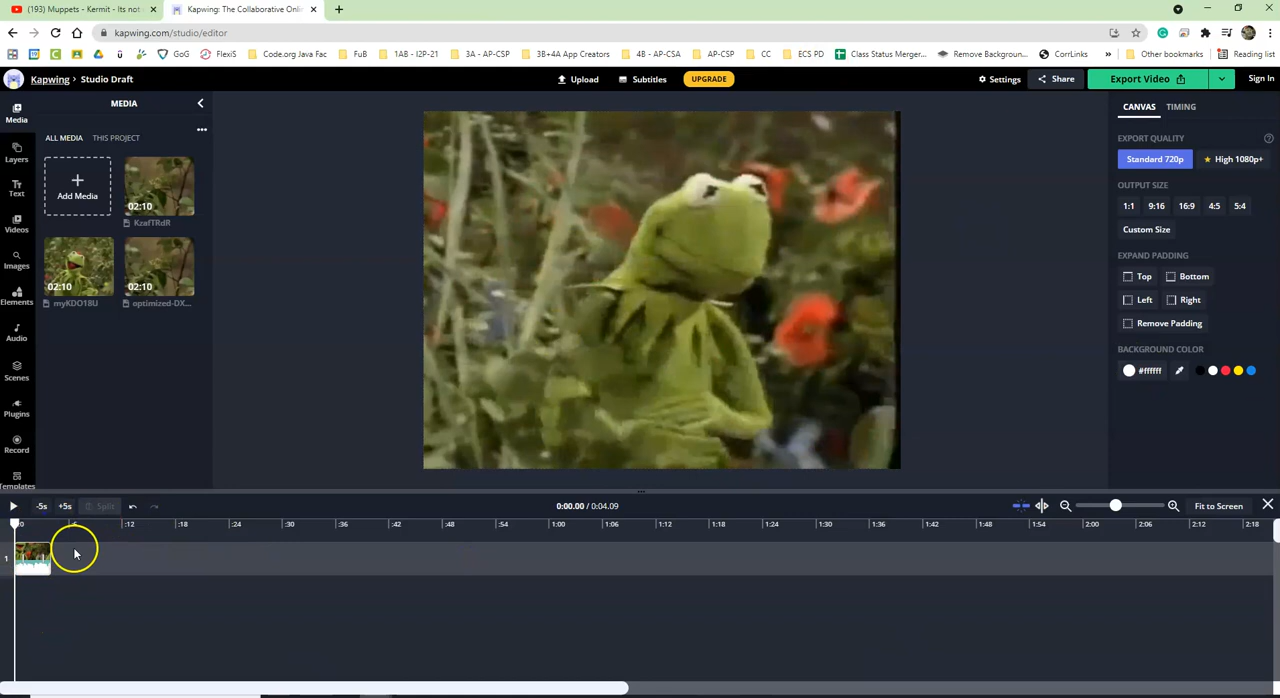 (193) Muppets - Kermit - Its not
Kapwing: The Collaborative Onli
kapwing.com/studio/editor
GoG
FlexiS
Code.org Java Fac
FuB
1AB - I2P-21
3A - AP-CSP
3B+4A App Creators
4B - AP-CSA
AP-CSP
CC
ECS PD
Class Status Merger...
Remove Backgroun...
CorrLinks
»
Other bookmarks
Reading list
Kapwing > Studio Draft
Upload
Subtitles
UPGRADE
Settings
Share
Export Video
Sign In
Media
Layers
Text
Videos
Images
Elements
Audio
Scenes
Plugins
Record
Templates
MEDIA
ALL MEDIA
THIS PROJECT
+
Add Media
02:10
KzafTRdR
02:10
myKDO18U
02:10
optimized-DX...
CANVAS
TIMING
EXPORT QUALITY
Standard 720p
High 1080p+
OUTPUT SIZE
1:1
9:16
16:9
4:5
5:4
Custom Size
EXPAND PADDING
Top
Bottom
Left
Right
Remove Padding
BACKGROUND COLOR
#ffffff
-5s
+5s
Split
0:00.00 / 0:04.09
Fit to Screen
:0
:6
:12
:18
:24
:30
:36
:42
:48
:54
1:00
1:06
1:12
1:18
1:24
1:30
1:36
1:42
1:48
1:54
2:00
2:06
2:12
2:18
1